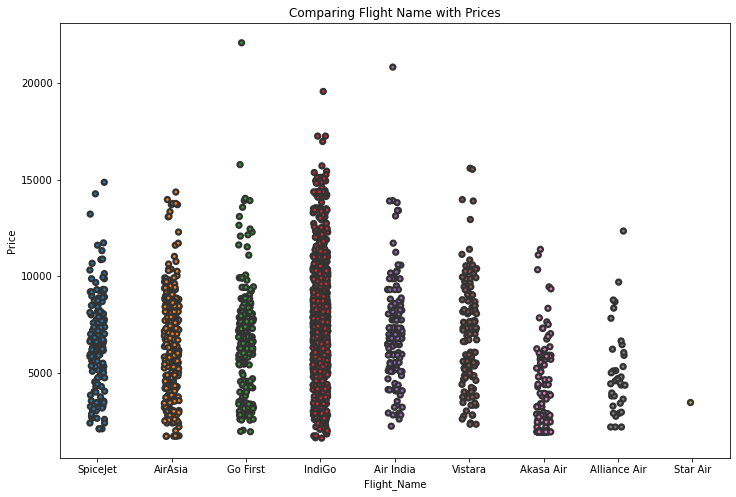 Comparing Flight Name with Prices
Price
20000
15000
10000
5000
SpiceJet AirAsia Go First IndiGo Air India Vistara Akasa Air Alliance Air Star Air
Flight_Name